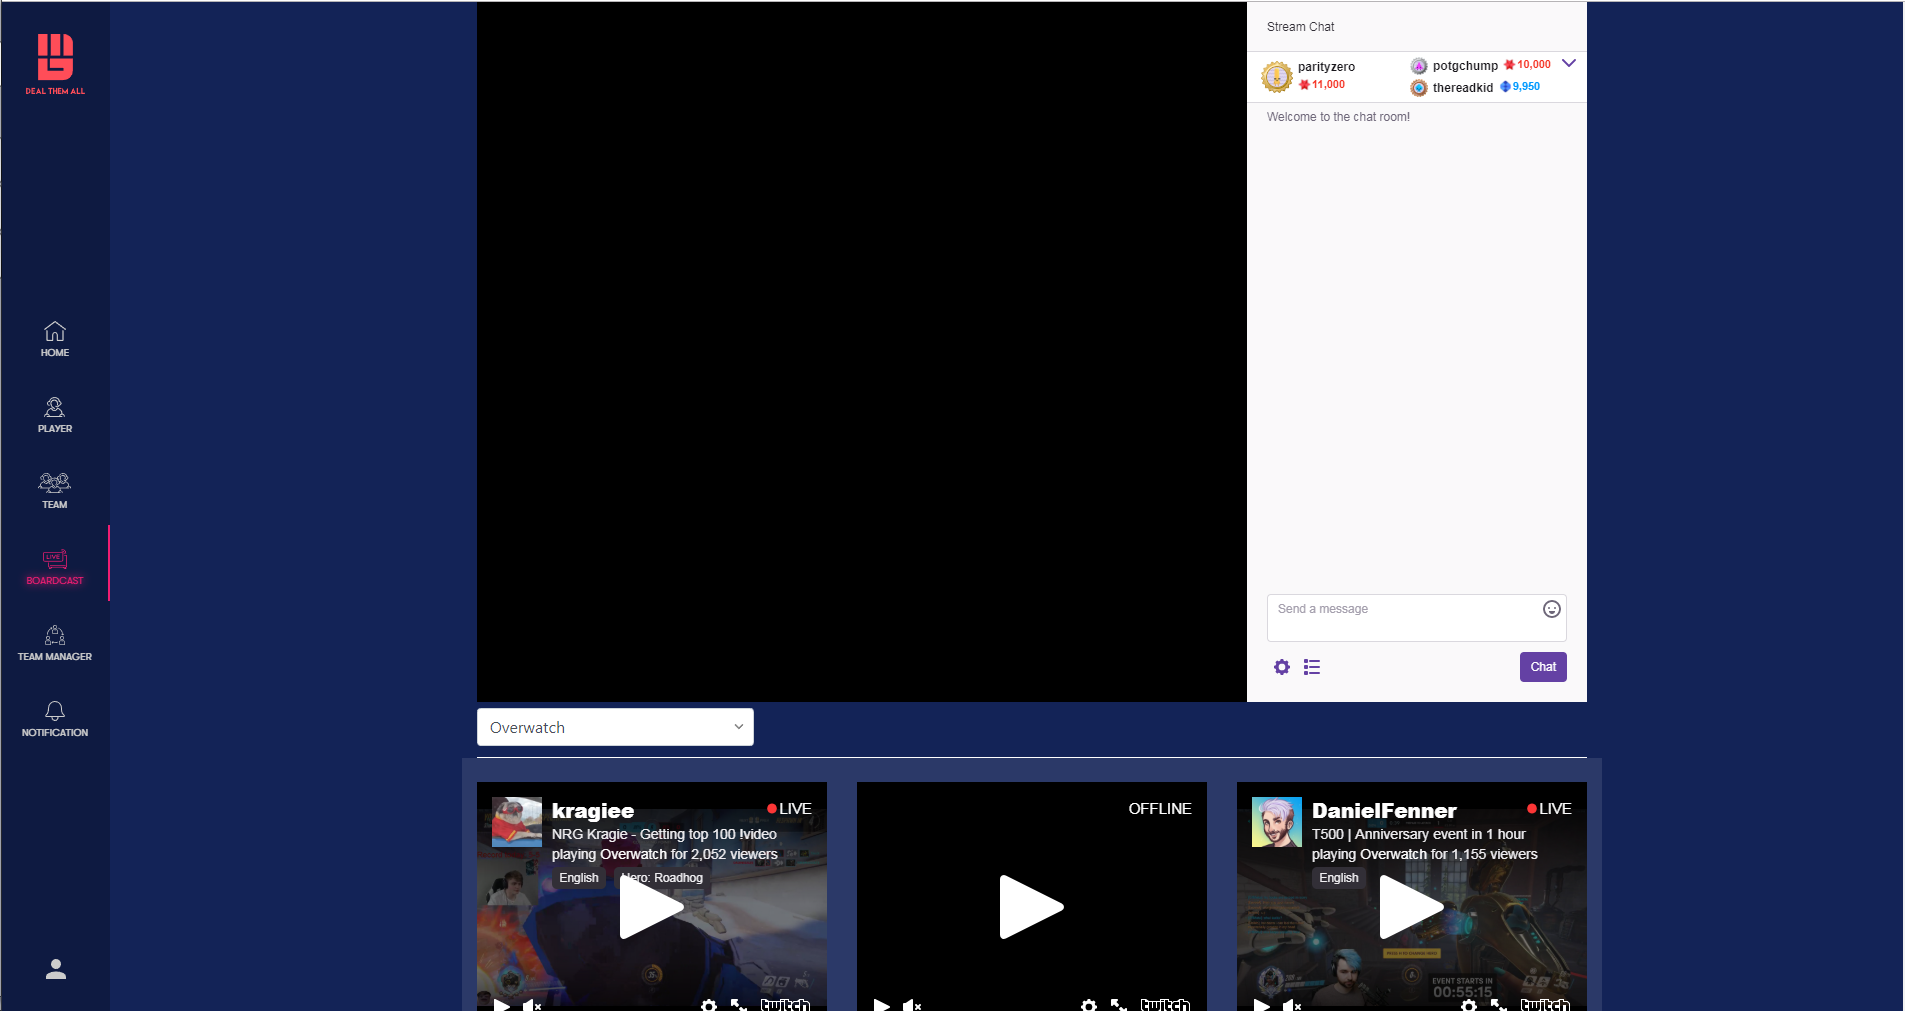 DEAL THEM ALL
HOME
PLAYER
TEAM
LIVE
BOARDCAST
TEAM MANAGER
NOTIFICATION
Stream Chat
parityzero
11,000
potgchump 10,000
thereadkid 9,950
Welcome to the chat room!
Send a message
Chat
Overwatch
kragiee
LIVE
NRG Kragie - Getting top 100 !video
playing Overwatch for 2,052 viewers
English
Hero: Roadhog
twitch
OFFLINE
twitch
DanielFenner
LIVE
T500 | Anniversary event in 1 hour
playing Overwatch for 1,155 viewers
English
EVENT STARTS IN
00:55:15
twitch